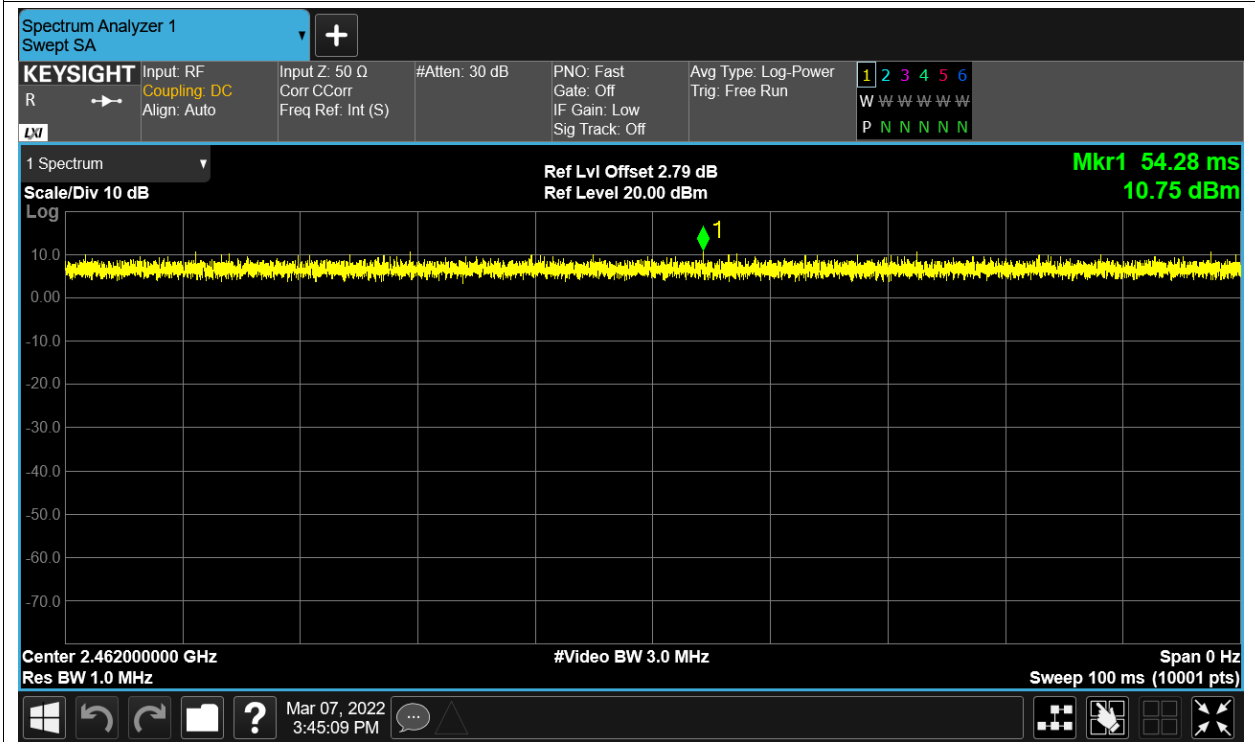 Spectrum Analyzer 1
Swept SA
KEYSIGHT
R
LXI
Input: RF
Coupling: DC
Align: Auto
Input Z: 50 Ω
Corr CCorr
Freq Ref: Int (S)
#Atten: 30 dB
PNO: Fast
Gate: Off
IF Gain: Low
Sig Track: Off
Avg Type: Log-Power
Trig: Free Run
1 2 3 4 5 6
W W W W W W
P N N N N N
1 Spectrum
Scale/Div 10 dB
Ref Lvl Offset 2.79 dB
Ref Level 20.00 dBm
Mkr1 54.28 ms
10.75 dBm
Log
1
10.0
0.00
-10.0
-20.0
-30.0
-40.0
-50.0
-60.0
-70.0
Center 2.462000000 GHz
Res BW 1.0 MHz
#Video BW 3.0 MHz
Span 0 Hz
Sweep 100 ms (10001 pts)
?
Mar 07, 2022
3:45:09 PM